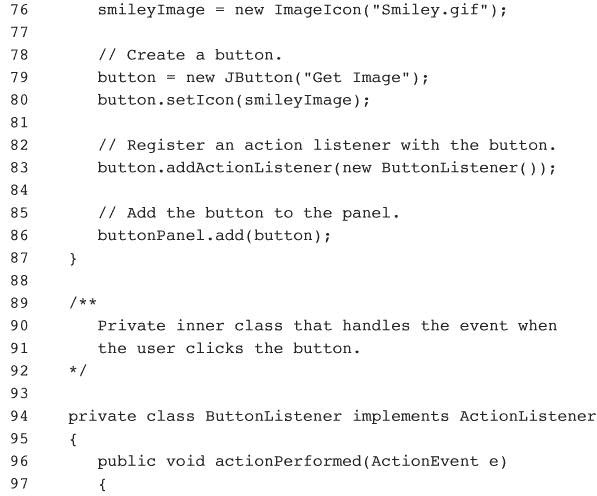 76 smileyImage = new ImageIcon("Smiley.gif");
77
78 // Create a button.
79 button = new JButton("Get Image");
80 button.setIcon(smileyImage);
81
82 // Register an action listener with the button.
83 button.addActionListener(new ButtonListener());
84
85 // Add the button to the panel.
86 buttonPanel.add(button);
87 }
88
89 /**
90 Private inner class that handles the event when
91 the user clicks the button.
92 */
93
94 private class ButtonListener implements ActionListener
95 {
96 public void actionPerformed(ActionEvent e)
97 {